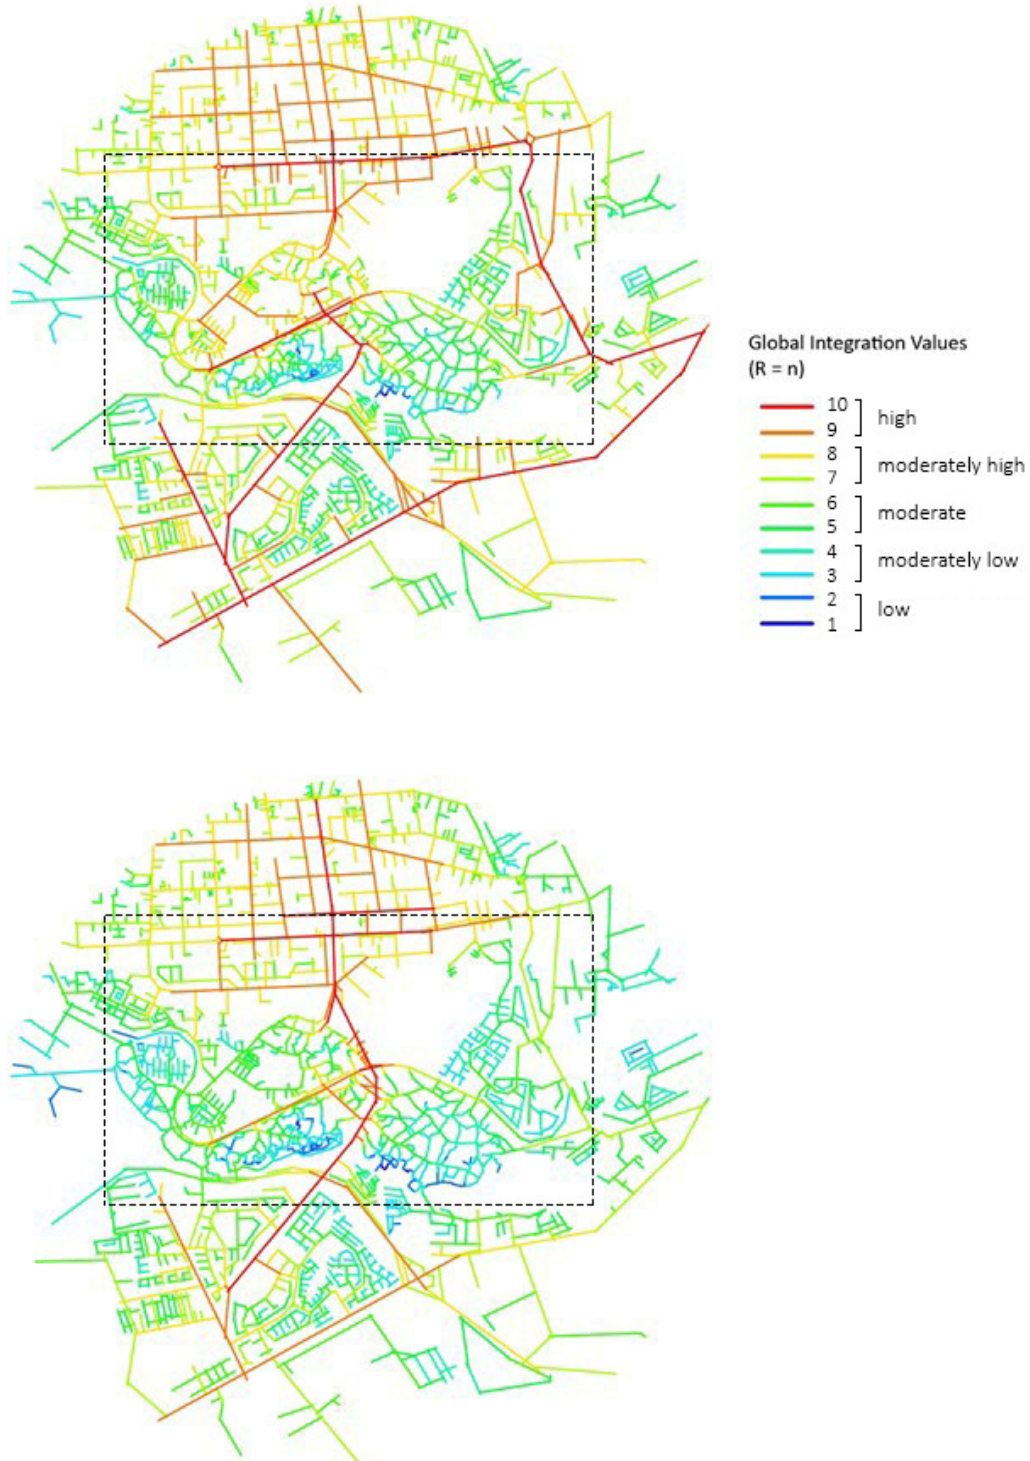 Global Integration Values
(R = n)
10
9
high
8
7
moderately high
6
5
moderate
4
3
moderately low
2
1
low